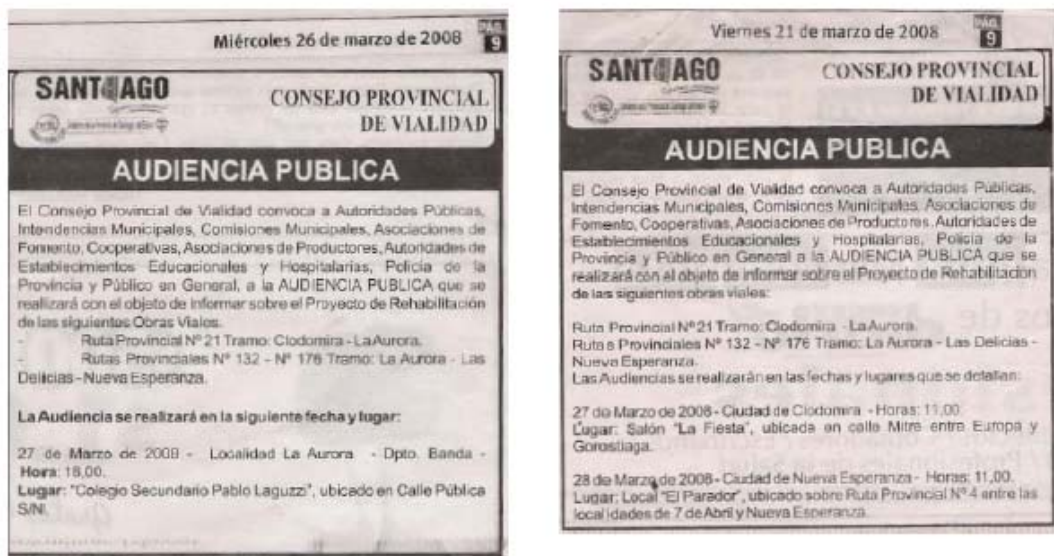 Miércoles 26 de marzo de 2008
PÁG. 9
SANTIAGO
CONSEJO PROVINCIAL
DE VIALIDAD
AUDIENCIA PUBLICA
El Consejo Provincial de Vialidad convoca a Autoridades Públicas,
Intendencias Municipales, Comisiones Municipales, Asociaciones de
Fomento, Cooperativas, Asociaciones de Productores, Autoridades de
Establecimientos Educacionales y Hospitalarias, Policía de la
Provincia y Público en General, a la AUDIENCIA PUBLICA que se
realizará con el objeto de informar sobre el Proyecto de Rehabilitación
de las siguientes Obras Viales.
- Ruta Provincial Nº 21 Tramo: Clodomira - La Aurora.
- Rutas Provinciales Nº 132 - Nº 176 Tramo: La Aurora - Las
Delicias - Nueva Esperanza.
La Audiencia se realizará en la siguiente fecha y lugar:
27 de Marzo de 2008 - Localidad La Aurora - Dpto. Banda -
Hora: 18,00.
Lugar: "Colegio Secundario Pablo Laguzzi", ubicado en Calle Pública
S/N.
Viernes 21 de marzo de 2008
PÁG. 9
SANTIAGO
CONSEJO PROVINCIAL
DE VIALIDAD
AUDIENCIA PUBLICA
El Consejo Provincial de Vialidad convoca a Autoridades Publicas,
Intendencias Municipales, Comisiones Municipales, Asociaciones de
Fomento, Cooperativas, Asociaciones de Productores, Autoridades de
Establecimientos Educacionales y Hospitalarias, Policía de la
Provincia y Público en General a la AUDIENCIA PUBLICA que se
realizará con el objeto de informar sobre el Proyecto de Rehabilitación
de las siguientes obras viales:
Ruta Provincial Nº 21 Tramo: Clodomira - La Aurora.
Rutas Provinciales Nº 132 - Nº 176 Tramo: La Aurora - Las Delicias -
Nueva Esperanza.
Las Audiencias se realizarán en las fechas y lugares que se detallan:
27 de Marzo de 2008 - Ciudad de Clodomira - Horas: 11,00.
Lugar: Salón "La Fiesta", ubicada en calle Mitre entre Europa y
Gorostiaga.
28 de Marzo de 2008 - Ciudad de Nueva Esperanza - Horas: 11,00.
Lugar: Local "El Parador", ubicado sobre Ruta Provincial Nº 4 entre las
localidades de 7 de Abril y Nueva Esperanza.